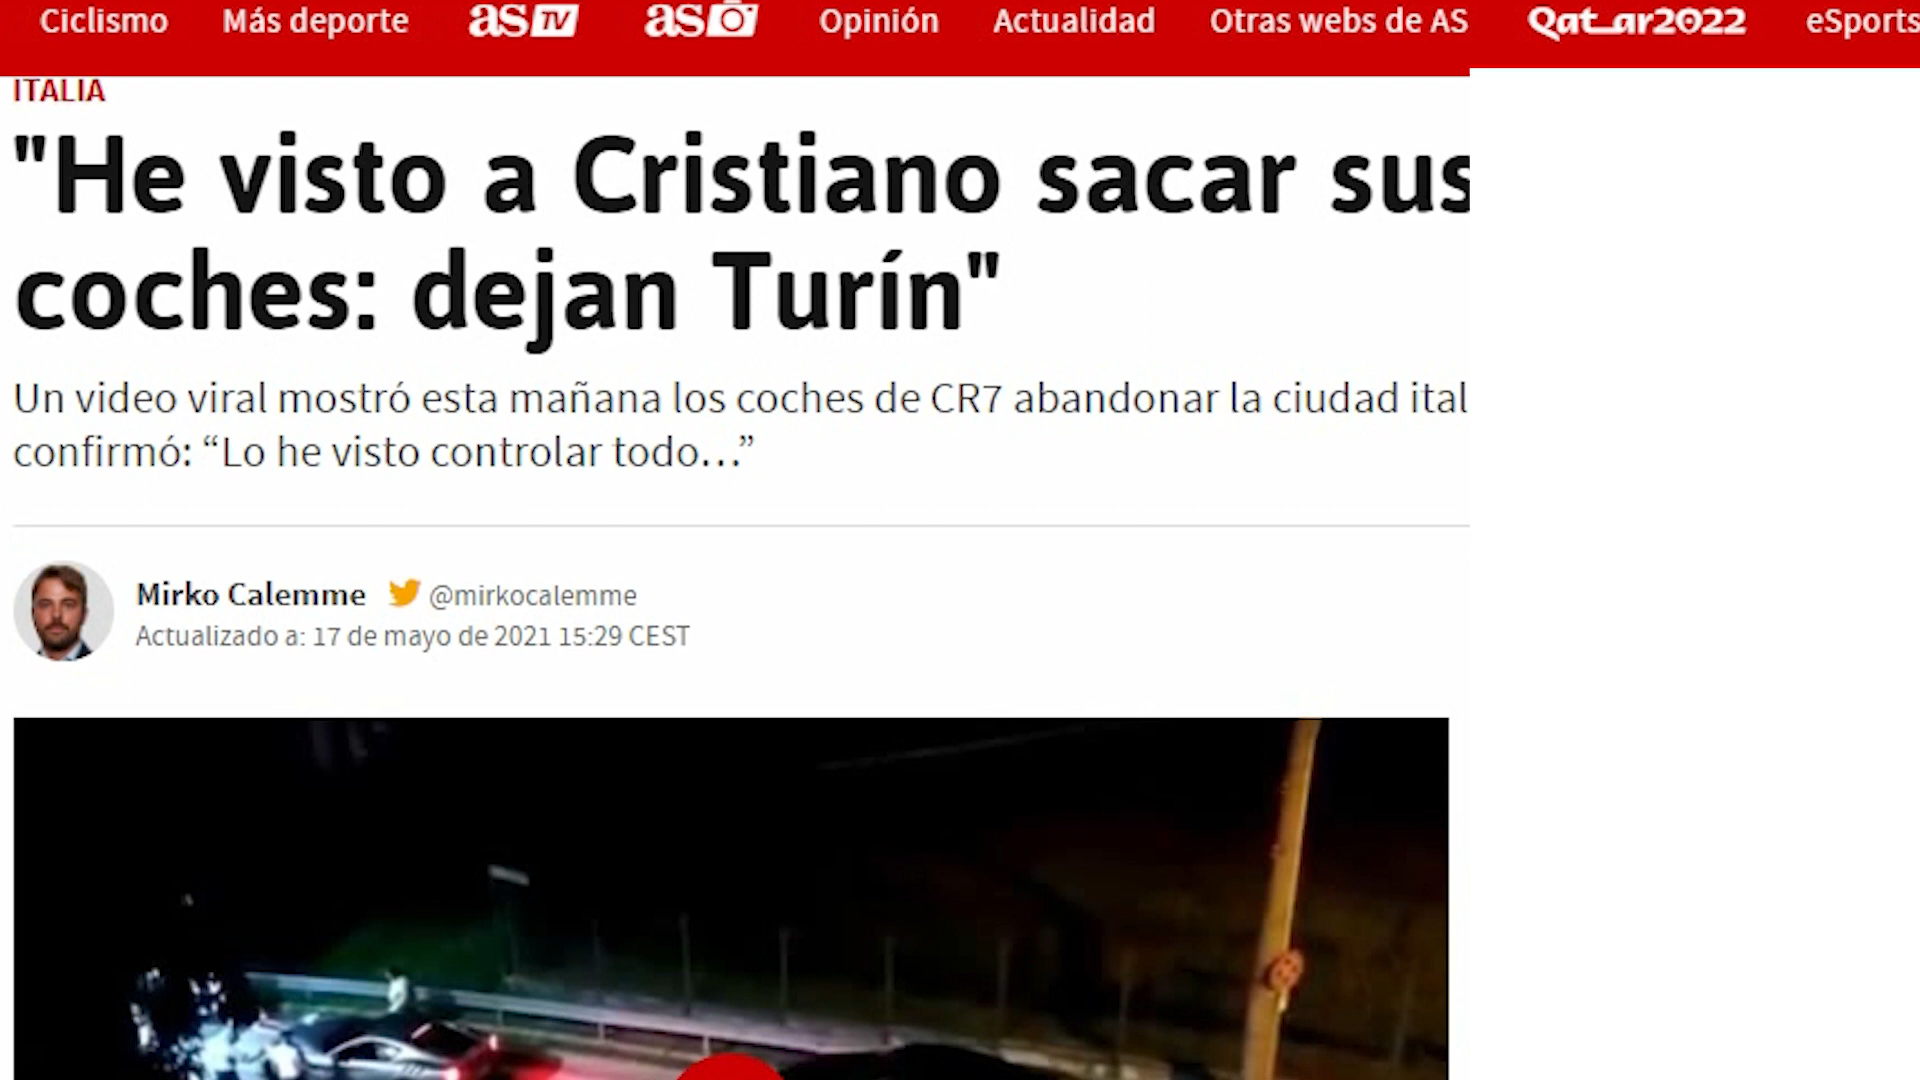 Ciclismo Más deporte as TV as Opinión Actualidad Otras webs de AS Qatar2022 eSports
ITALIA
"He visto a Cristiano sacar sus
coches: dejan Turín"
Un video viral mostró esta mañana los coches de CR7 abandonar la ciudad ital
confirmó: “Lo he visto controlar todo…”
Mirko Calemme @mirkocalemme
Actualizado a: 17 de mayo de 2021 15:29 CEST